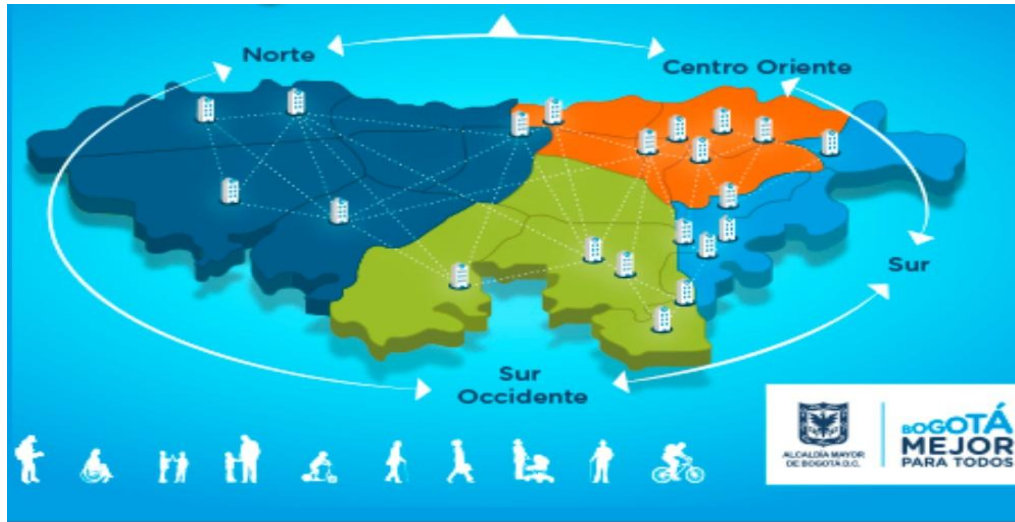 Norte
Centro Oriente
Sur
Sur
Occidente
ALCALDÍA MAYOR
DE BOGOTÁ D.C.
BOGOTÁ
MEJOR
PARA TODOS